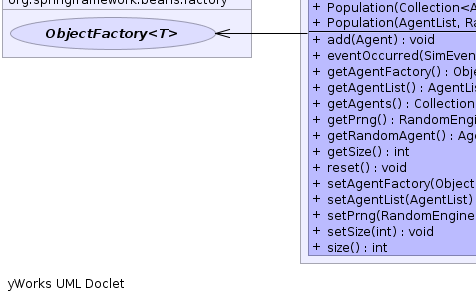 org.springframework.beans.factory
ObjectFactory<T>
+ Population(Collection<A
+ Population(AgentList, Ra
+ add(Agent) : void
+ eventOccurred(SimEven
+ getAgentFactory() : Obje
+ getAgentList() : AgentLis
+ getAgents() : Collection
+ getPrng() : RandomEngi
+ getRandomAgent() : Age
+ getSize() : int
+ reset() : void
+ setAgentFactory(Object
+ setAgentList(AgentList)
+ setPrng(RandomEngine
+ setSize(int) : void
+ size() : int
yWorks UML Doclet